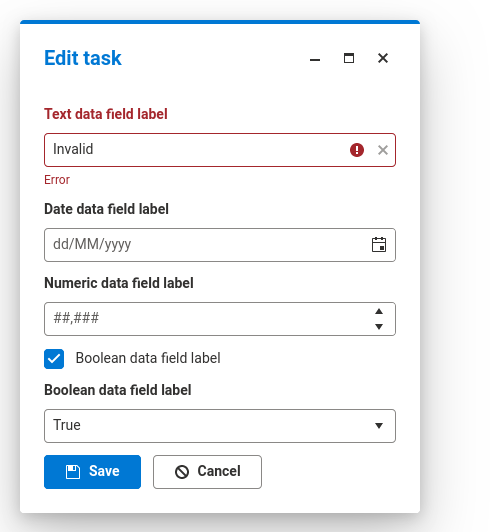 Edit task
Text data field label
Invalid
Error
Date data field label
dd/MM/yyyy
Numeric data field label
##,###
Boolean data field label
Boolean data field label
True
Save Cancel